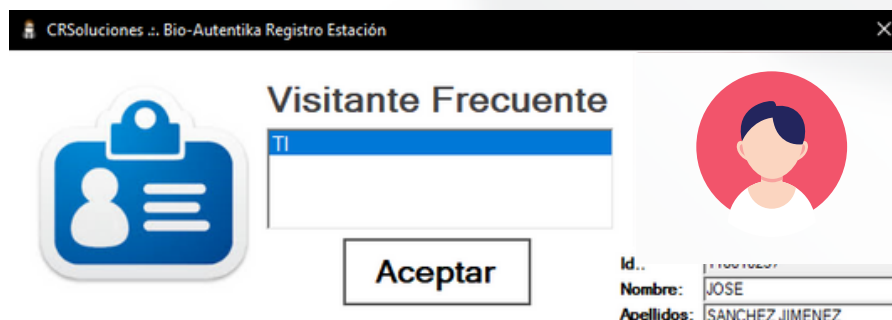 CRSoluciones .:. Bio-Autentika Registro Estación
Visitante Frecuente
TI
Aceptar
Id..
Nombre: JOSE
Apellidos: SANCHEZ JIMENEZ